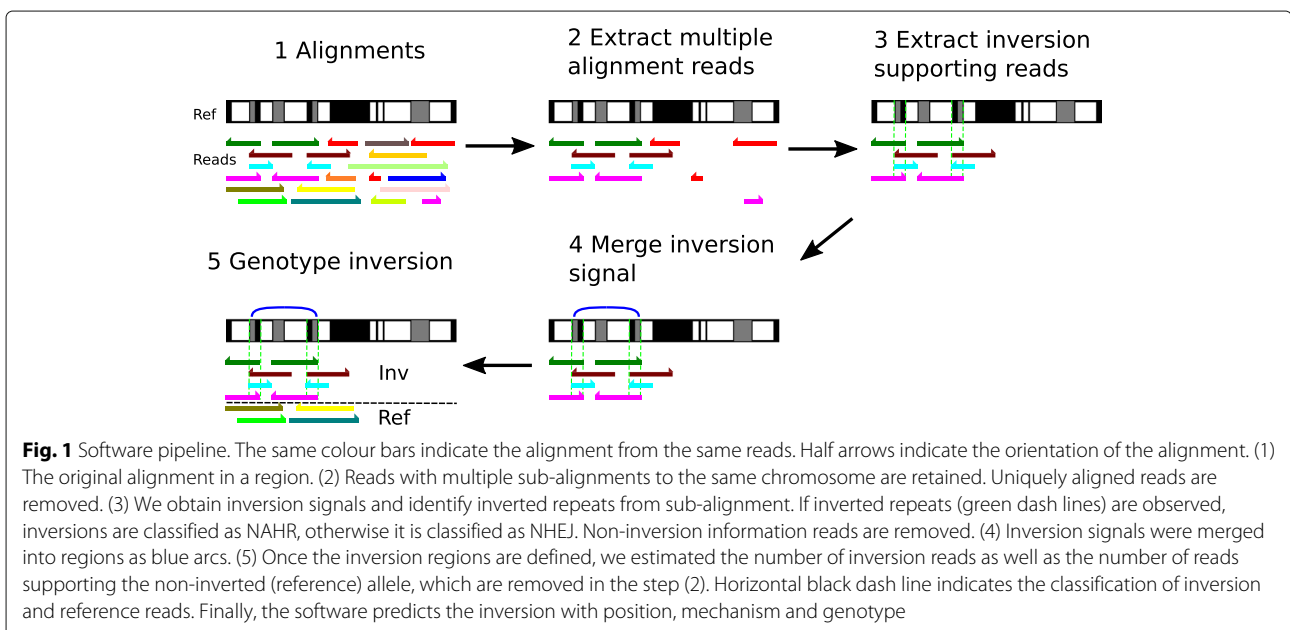 1 Alignments
2 Extract multiple
alignment reads
3 Extract inversion
supporting reads
Ref
Reads
5 Genotype inversion
4 Merge inversion
signal
Inv
Ref
Fig. 1 Software pipeline. The same colour bars indicate the alignment from the same reads. Half arrows indicate the orientation of the alignment. (1)
The original alignment in a region. (2) Reads with multiple sub-alignments to the same chromosome are retained. Uniquely aligned reads are
removed. (3) We obtain inversion signals and identify inverted repeats from sub-alignment. If inverted repeats (green dash lines) are observed,
inversions are classified as NAHR, otherwise it is classified as NHEJ. Non-inversion information reads are removed. (4) Inversion signals were merged
into regions as blue arcs. (5) Once the inversion regions are defined, we estimated the number of inversion reads as well as the number of reads
supporting the non-inverted (reference) allele, which are removed in the step (2). Horizontal black dash line indicates the classification of inversion
and reference reads. Finally, the software predicts the inversion with position, mechanism and genotype